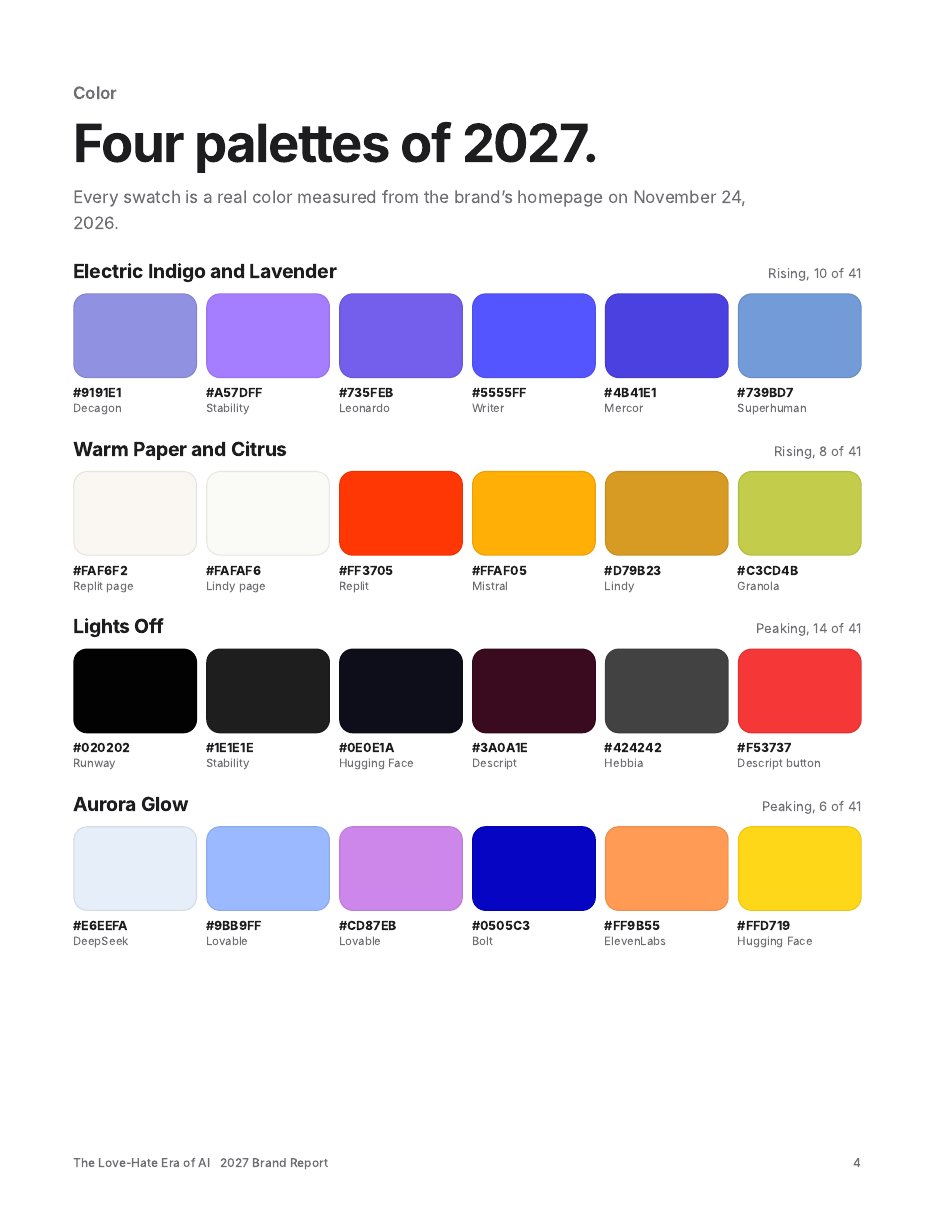 Color
Four palettes of 2027.
Every swatch is a real color measured from the brand’s homepage on November 24,
2026.
Electric Indigo and Lavender
Rising, 10 of 41
#9191E1
#A57DFF
#735FEB
#5555FF
#4B41E1
#739BD7
Decagon
Stability
Leonardo
Writer
Mercor
Superhuman
Warm Paper and Citrus
Rising, 8 of 41
#FAF6F2
#FAFAF6
#FF3705
#FFAF05
#D79B23
#C3CD4B
Replit page
Lindy page
Replit
Mistral
Lindy
Granola
Lights Off
Peaking, 14 of 41
#020202
#1E1E1E
#0E0E1A
#3A0A1E
#424242
#F53737
Runway
Stability
Hugging Face
Descript
Hebbia
Descript button
Aurora Glow
Peaking, 6 of 41
#E6EEFA
#9BB9FF
#CD87EB
#0505C3
#FF9B55
#FFD719
DeepSeek
Lovable
Lovable
Bolt
ElevenLabs
Hugging Face
The Love-Hate Era of AI 2027 Brand Report
4